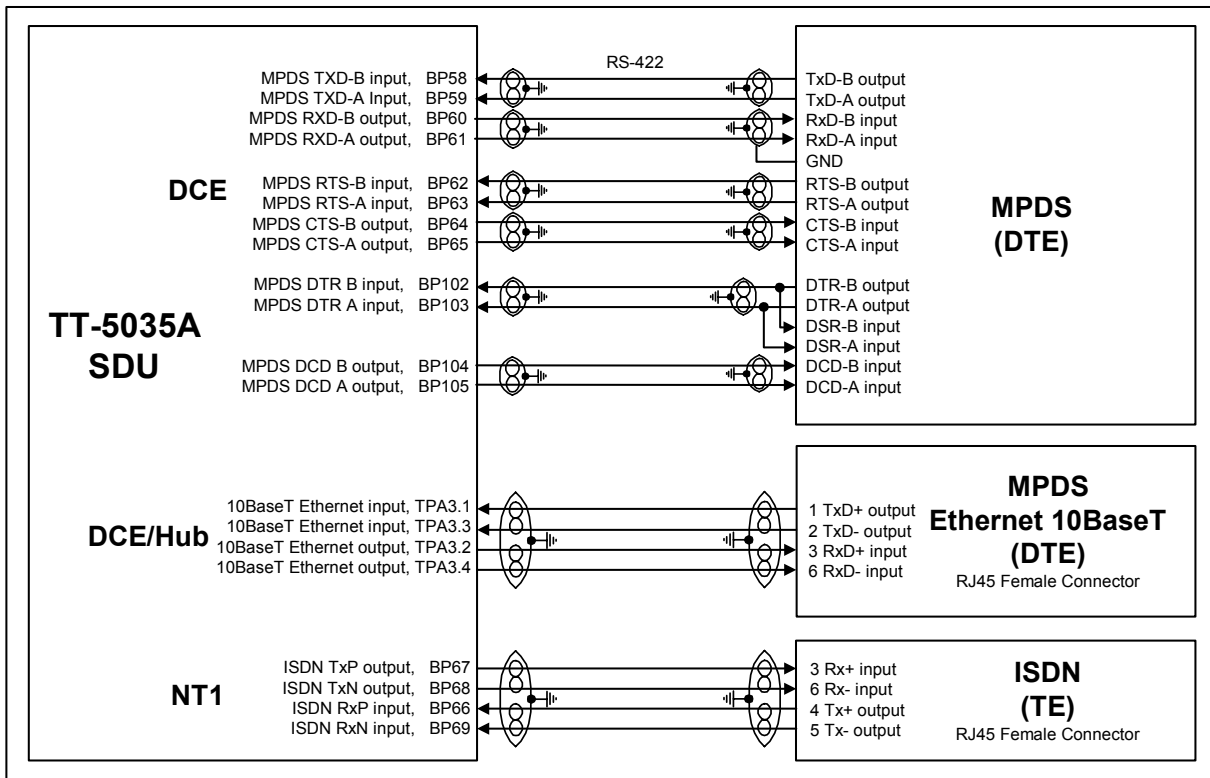 RS-422
MPDS TXD-B input, BP58
MPDS TXD-A Input, BP59
MPDS RXD-B output, BP60
MPDS RXD-A output, BP61
DCE
MPDS RTS-B input, BP62
MPDS RTS-A input, BP63
MPDS CTS-B output, BP64
MPDS CTS-A output, BP65
MPDS DTR B input, BP102
MPDS DTR A input, BP103
TT-5035A
SDU
MPDS DCD B output, BP104
MPDS DCD A output, BP105
TxD-B output
TxD-A output
RxD-B input
RxD-A input
GND
RTS-B output
RTS-A output
CTS-B input
CTS-A input
DTR-B output
DTR-A output
DSR-B input
DSR-A input
DCD-B input
DCD-A input
MPDS
(DTE)
DCE/Hub
10BaseT Ethernet input, TPA3.1
10BaseT Ethernet input, TPA3.3
10BaseT Ethernet output, TPA3.2
10BaseT Ethernet output, TPA3.4
1 TxD+ output
2 TxD- output
3 RxD+ input
6 RxD- input
MPDS
Ethernet 10BaseT
(DTE)
RJ45 Female Connector
NT1
ISDN TxP output, BP67
ISDN TxN output, BP68
ISDN RxP input, BP66
ISDN RxN input, BP69
3 Rx+ input
6 Rx- input
4 Tx+ output
5 Tx- output
ISDN
(TE)
RJ45 Female Connector